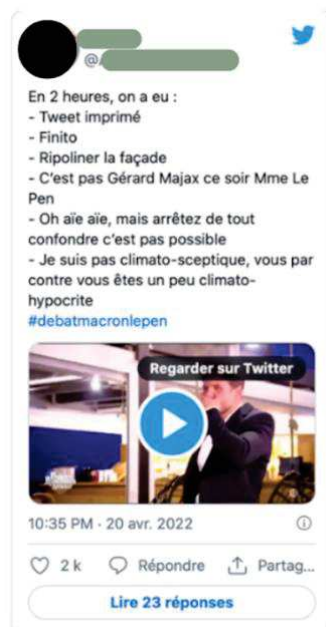 @
En 2 heures, on a eu :
- Tweet imprimé
- Finito
- Ripoliner la façade
- C'est pas Gérard Majax ce soir Mme Le
Pen
- Oh aïe aïe, mais arrêtez de tout
confondre c'est pas possible
- Je suis pas climato-sceptique, vous par
contre vous êtes un peu climato-
hypocrite
#debatmacronlepen
Regarder sur Twitter
10:35 PM · 20 avr. 2022
2 k Répondre Partag...
Lire 23 réponses